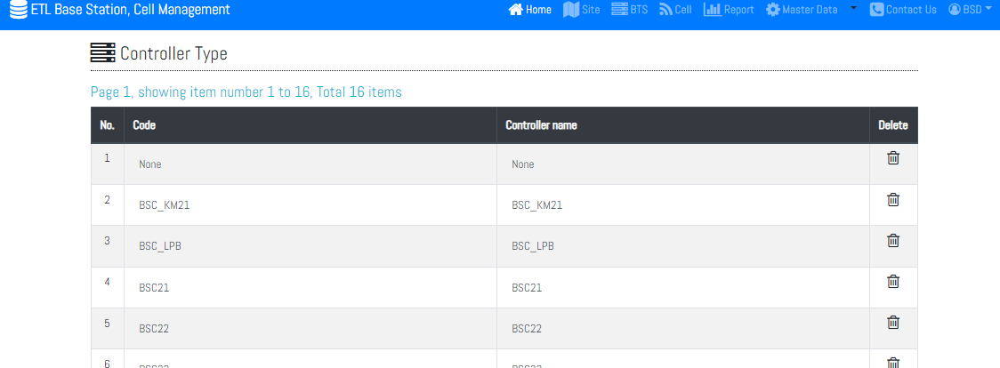 ETL Base Station, Cell Management Home Site BTS Cell Report Master Data Contact Us BSD
Controller Type
Page 1, showing item number 1 to 16, Total 16 items
No. Code Controller name Delete
1 None None
2 BSC_KM21 BSC_KM21
3 BSC_LPB BSC_LPB
4 BSC21 BSC21
5 BSC22 BSC22
6